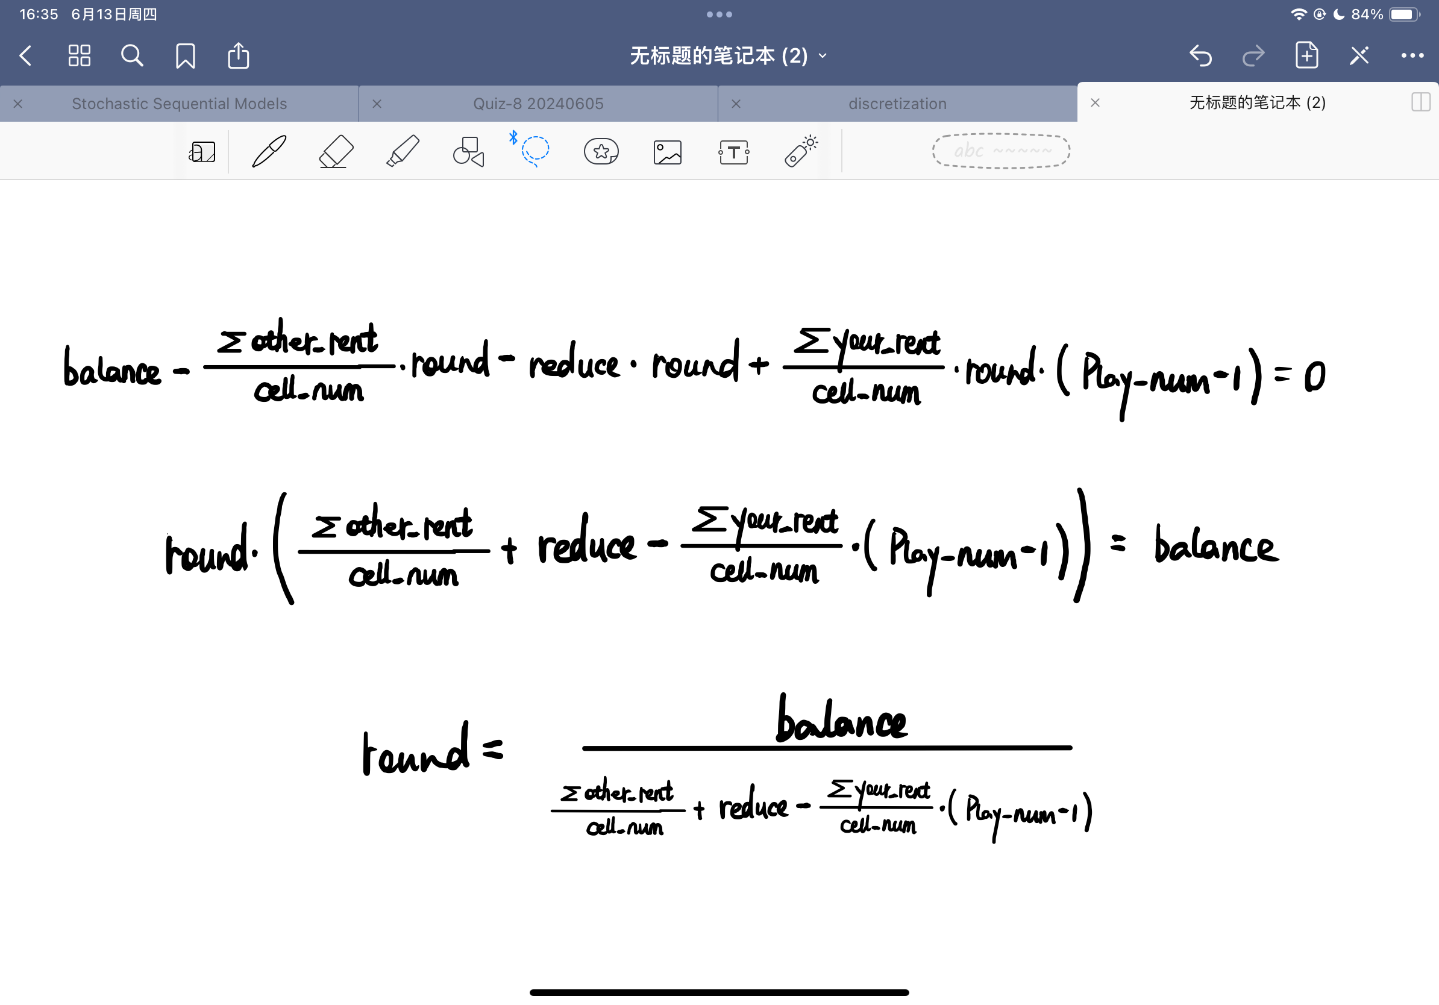 16:35 6月13日周四
84%
无标题的笔记本 (2)
Stochastic Sequential Models
Quiz-8 20240605
discretization
无标题的笔记本 (2)
abc ~~~~~
balance - Σother_rent/cell_num · round - reduce · round + Σyour_rent/cell_num · round · (Play_num-1) = 0
round · (Σother_rent/cell_num + reduce - Σyour_rent/cell_num · (Play_num-1)) = balance
round = balance/(Σother_rent/cell_num + reduce - Σyour_rent/cell_num · (Play_num-1))